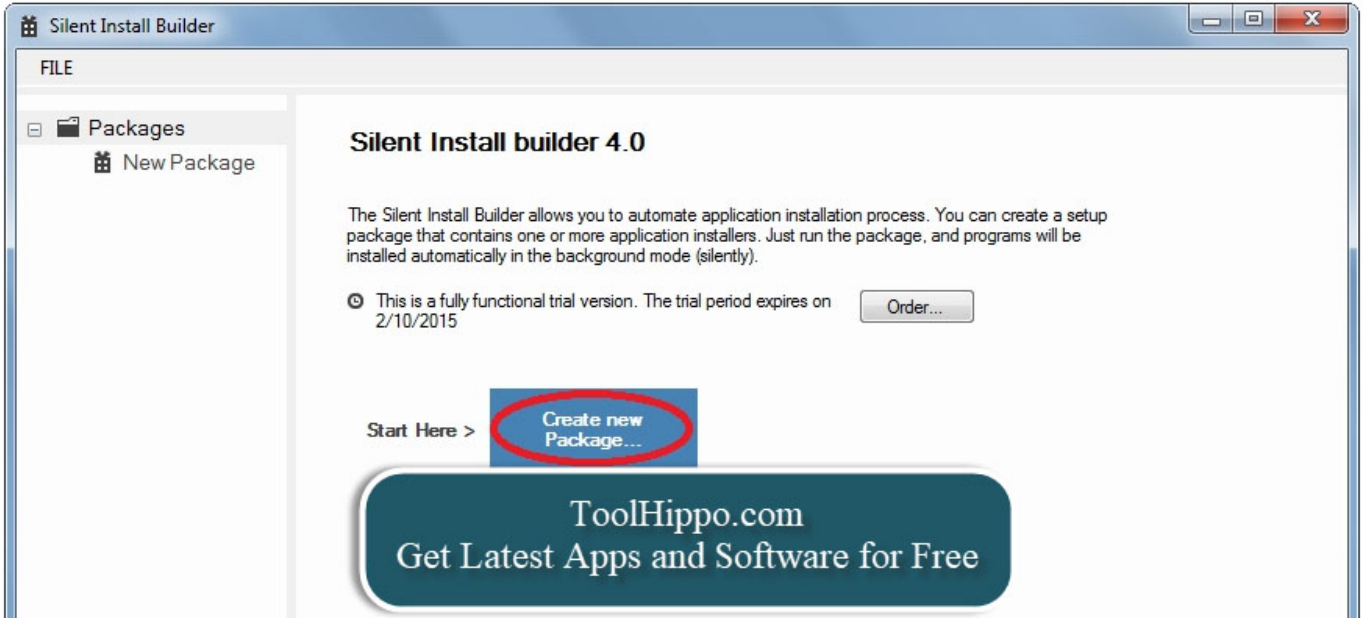 Silent Install Builder
FILE
Packages
New Package
Silent Install builder 4.0
The Silent Install Builder allows you to automate application installation process. You can create a setup
package that contains one or more application installers. Just run the package, and programs will be
installed automatically in the background mode (silently).
This is a fully functional trial version. The trial period expires on
2/10/2015
Order...
Start Here >
Create new
Package...
ToolHippo.com
Get Latest Apps and Software for Free